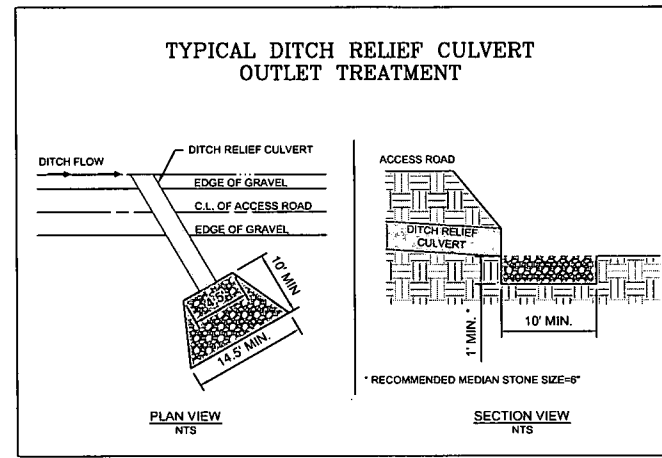 TYPICAL DITCH RELIEF CULVERT
OUTLET TREATMENT
DITCH FLOW
DITCH RELIEF CULVERT
EDGE OF GRAVEL
C.L. OF ACCESS ROAD
EDGE OF GRAVEL
10' MIN
14.5' MIN.
PLAN VIEW
NTS
ACCESS ROAD
DITCH RELIEF
CULVERT
1' MIN. *
10' MIN.
* RECOMMENDED MEDIAN STONE SIZE=6"
SECTION VIEW
NTS